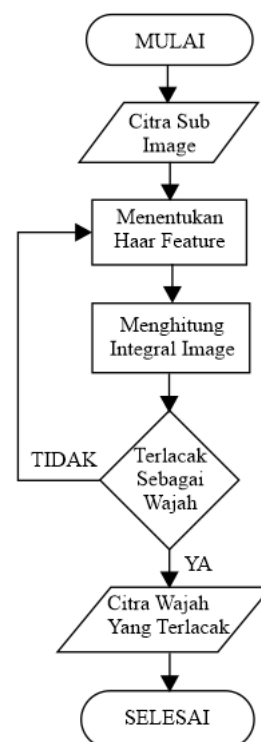 MULAI
Citra Sub
Image
Menentukan
Haar Feature
Menghitung
Integral Image
TIDAK
Terlacak
Sebagai
Wajah
YA
Citra Wajah
Yang Terlacak
SELESAI